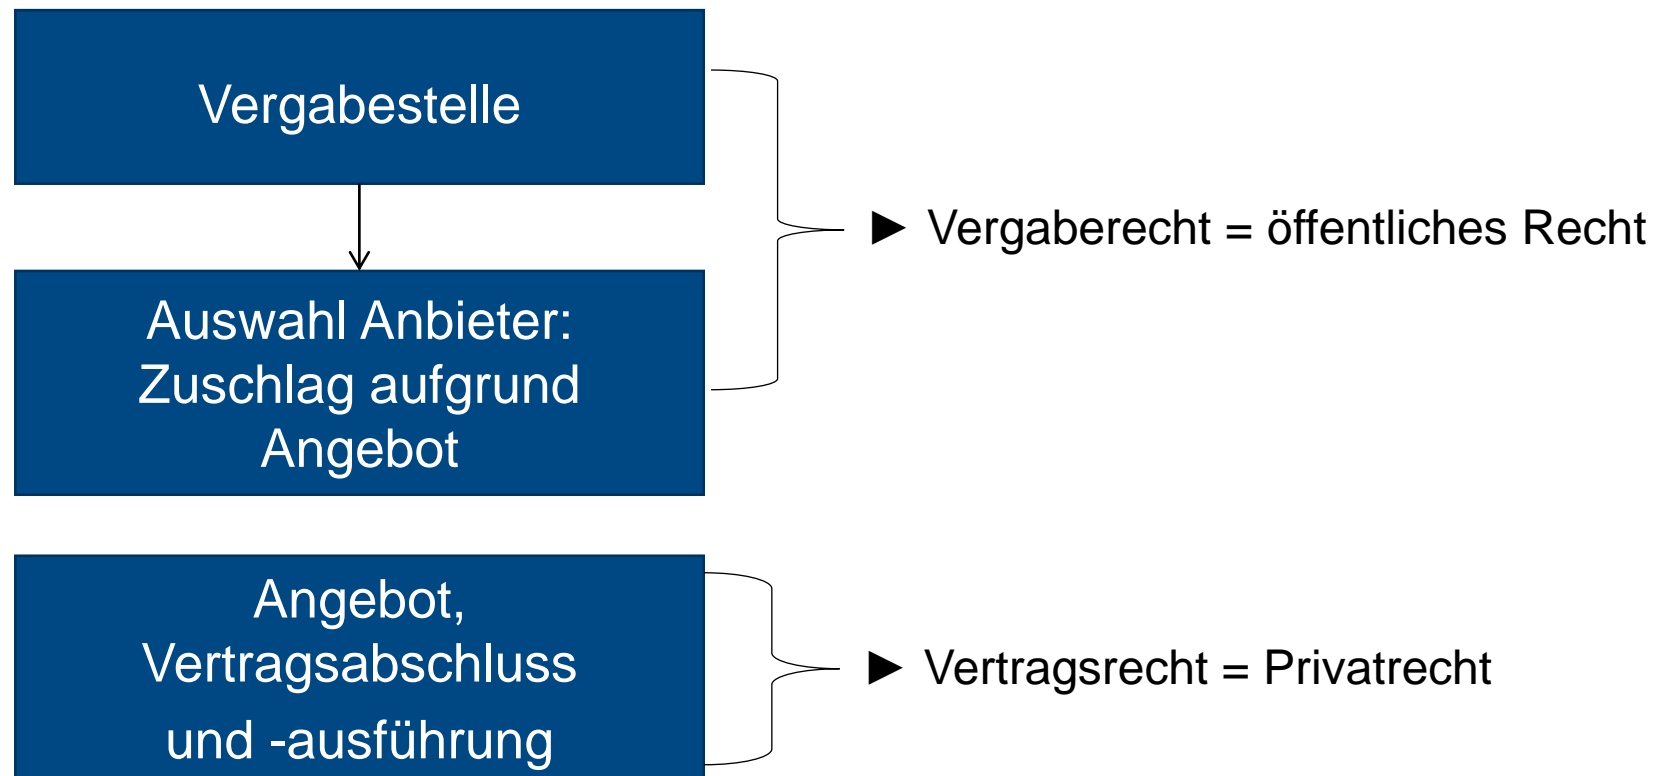 Vergabestelle
► Vergaberecht = öffentliches Recht
Auswahl Anbieter:
Zuschlag aufgrund
Angebot
Angebot,
Vertragsabschluss
und -ausführung
► Vertragsrecht = Privatrecht